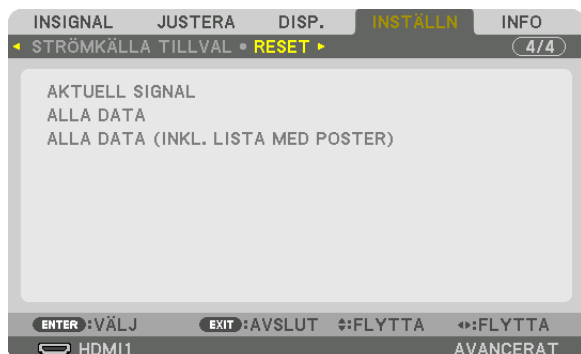 INSIGNAL JUSTERA DISP. INSTÄLLN INFO
STRÖMKÄLLA TILLVAL • RESET 4/4
AKTUELL SIGNAL
ALLA DATA
ALLA DATA (INKL. LISTA MED POSTER)
ENTER :VÄLJ EXIT :AVSLUT :FLYTTA :FLYTTA
HDMI1 AVANCERAT